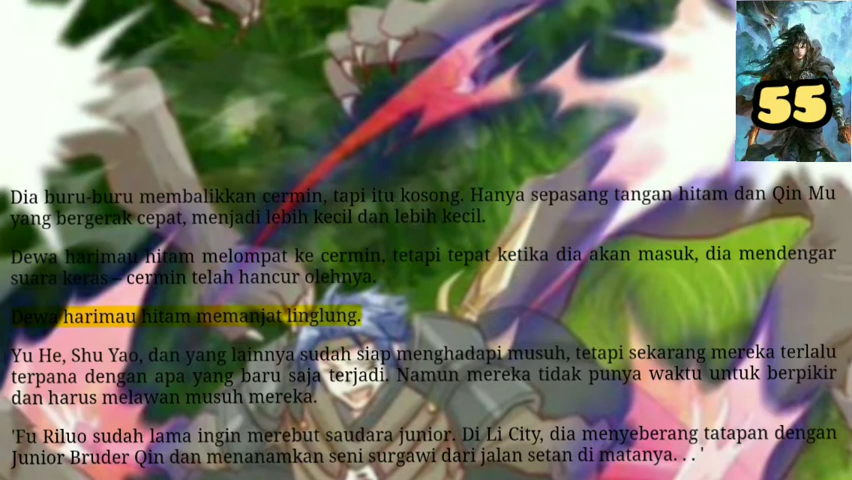 55
Dia buru-buru membalikkan cermin, tapi itu kosong. Hanya sepasang tangan hitam dan Qin Mu
yang bergerak cepat, menjadi lebih kecil dan lebih kecil.
Dewa harimau hitam melompat ke cermin, tetapi tepat ketika dia akan masuk, dia mendengar
suara keras – cermin telah hancur olehnya.
Dewa harimau hitam memanjat linglung.
Yu He, Shu Yao, dan yang lainnya sudah siap menghadapi musuh, tetapi sekarang mereka terlalu
terpana dengan apa yang baru saja terjadi. Namun mereka tidak punya waktu untuk berpikir
dan harus melawan musuh mereka.
'Fu Riluo sudah lama ingin merebut saudara junior. Di Li City, dia menyeberang tatapan dengan
Junior Bruder Qin dan menanamkan seni surgawi dari jalan setan di matanya. . . '